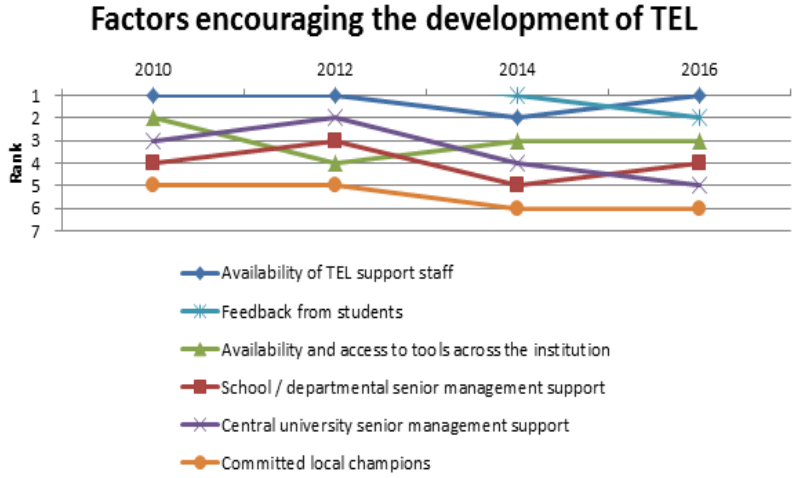 Factors encouraging the development of TEL
2010 2012 2014 2016
1
2
3
4
5
6
7
Rank
Availability of TEL support staff
Feedback from students
Availability and access to tools across the institution
School / departmental senior management support
Central university senior management support
Committed local champions